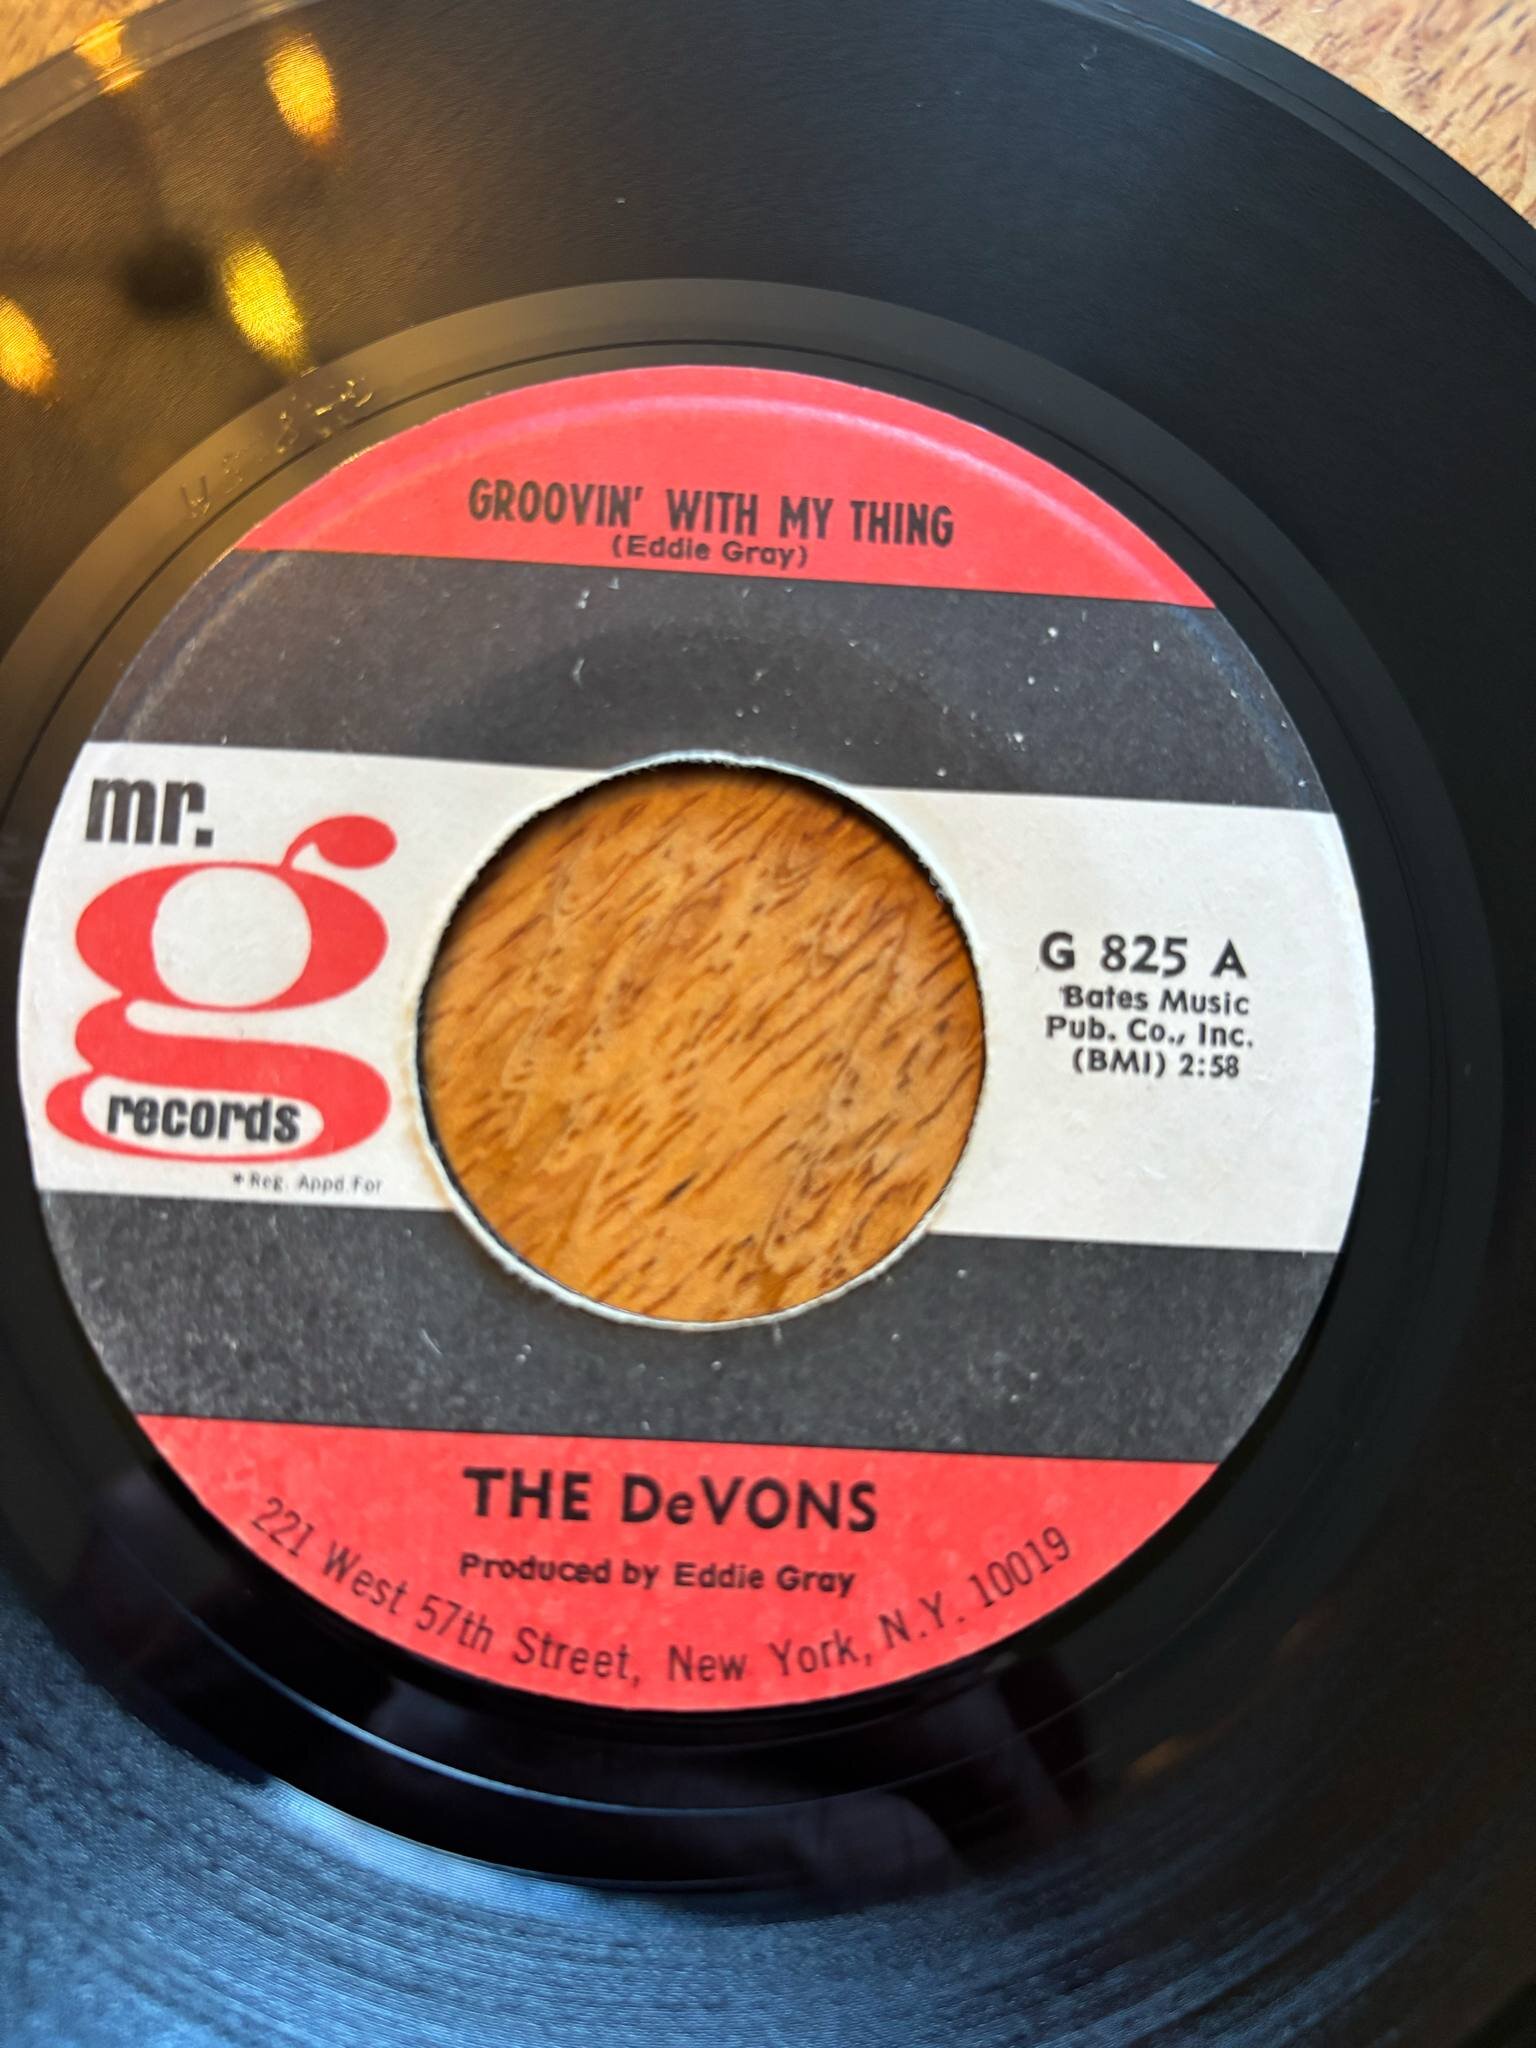 GROOVIN' WITH MY THING
(Eddie Gray)
mr.
g
records
*Reg. Appd. For
G 825 A
Bates Music
Pub. Co., Inc.
(BMI) 2:58
THE DeVONS
Produced by Eddie Gray
221 West 57th Street, New York, N.Y. 10019